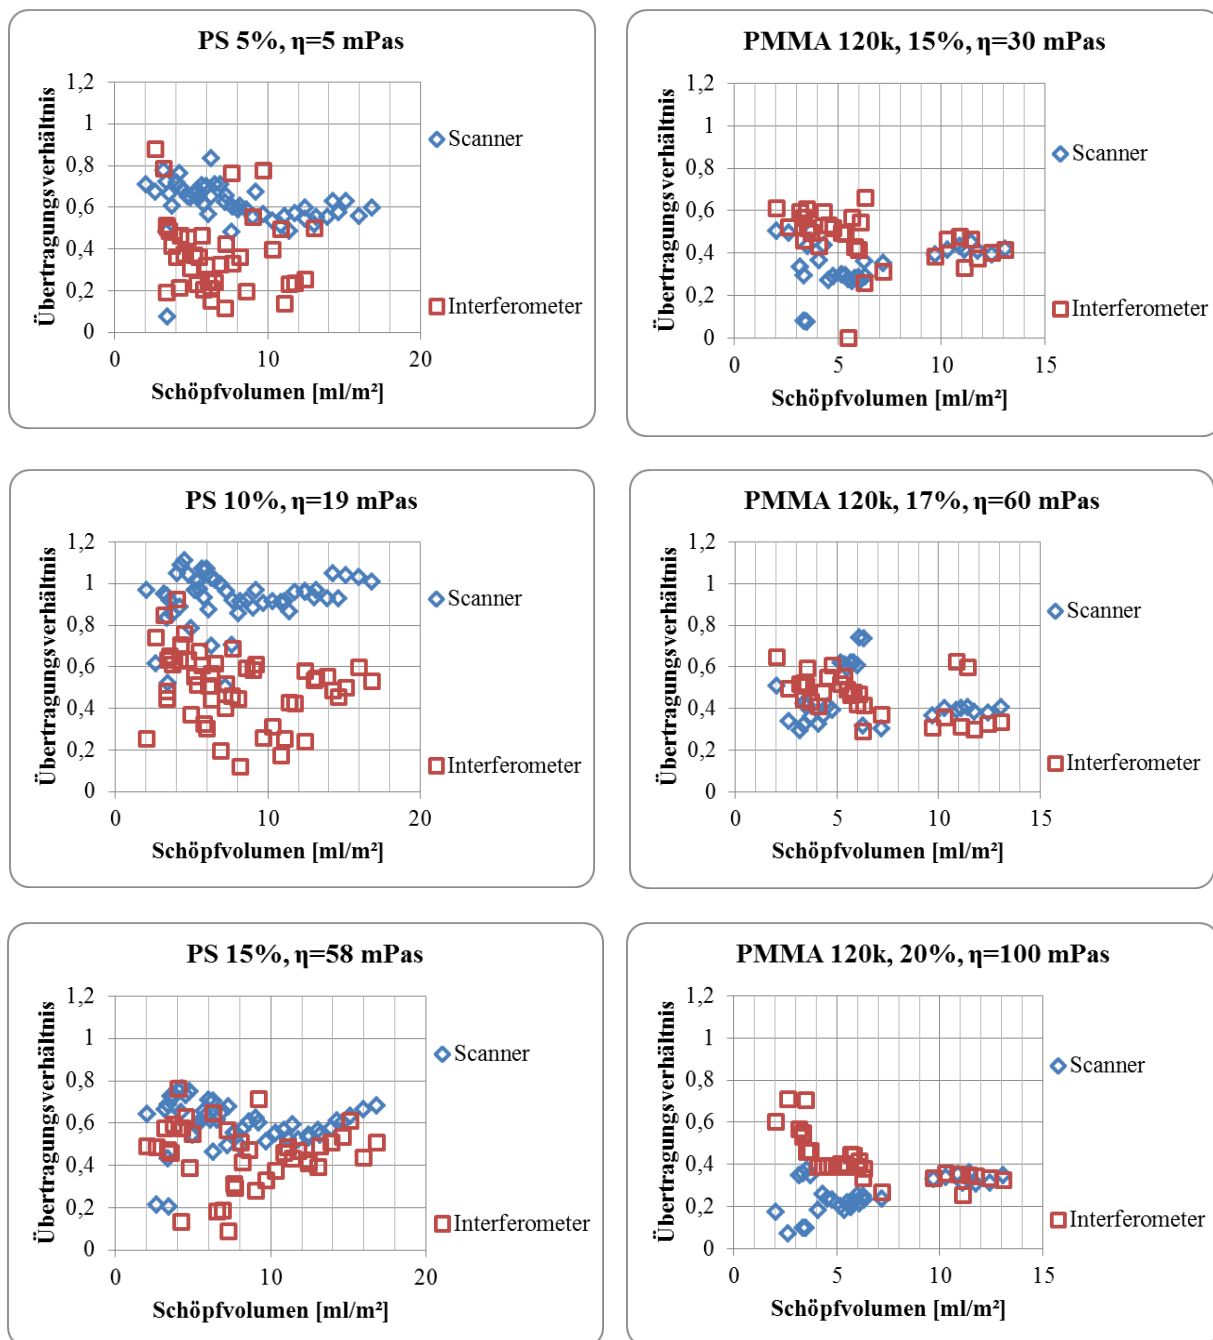 PS 5%, η=5 mPas
Übertragungsverhältnis
1,2
1
0,8
0,6
0,4
0,2
0
0 10 20
Schöpfvolumen [ml/m²]
Scanner
Interferometer
PMMA 120k, 15%, η=30 mPas
Übertragungsverhältnis
1,2
1
0,8
0,6
0,4
0,2
0
0 5 10 15
Schöpfvolumen [ml/m²]
Scanner
Interferometer
PS 10%, η=19 mPas
Übertragungsverhältnis
1,2
1
0,8
0,6
0,4
0,2
0
0 10 20
Schöpfvolumen [ml/m²]
Scanner
Interferometer
PMMA 120k, 17%, η=60 mPas
Übertragungsverhältnis
1,2
1
0,8
0,6
0,4
0,2
0
0 5 10 15
Schöpfvolumen [ml/m²]
Scanner
Interferometer
PS 15%, η=58 mPas
Übertragungsverhältnis
1,2
1
0,8
0,6
0,4
0,2
0
0 10 20
Schöpfvolumen [ml/m²]
Scanner
Interferometer
PMMA 120k, 20%, η=100 mPas
Übertragungsverhältnis
1,2
1
0,8
0,6
0,4
0,2
0
0 5 10 15
Schöpfvolumen [ml/m²]
Scanner
Interferometer